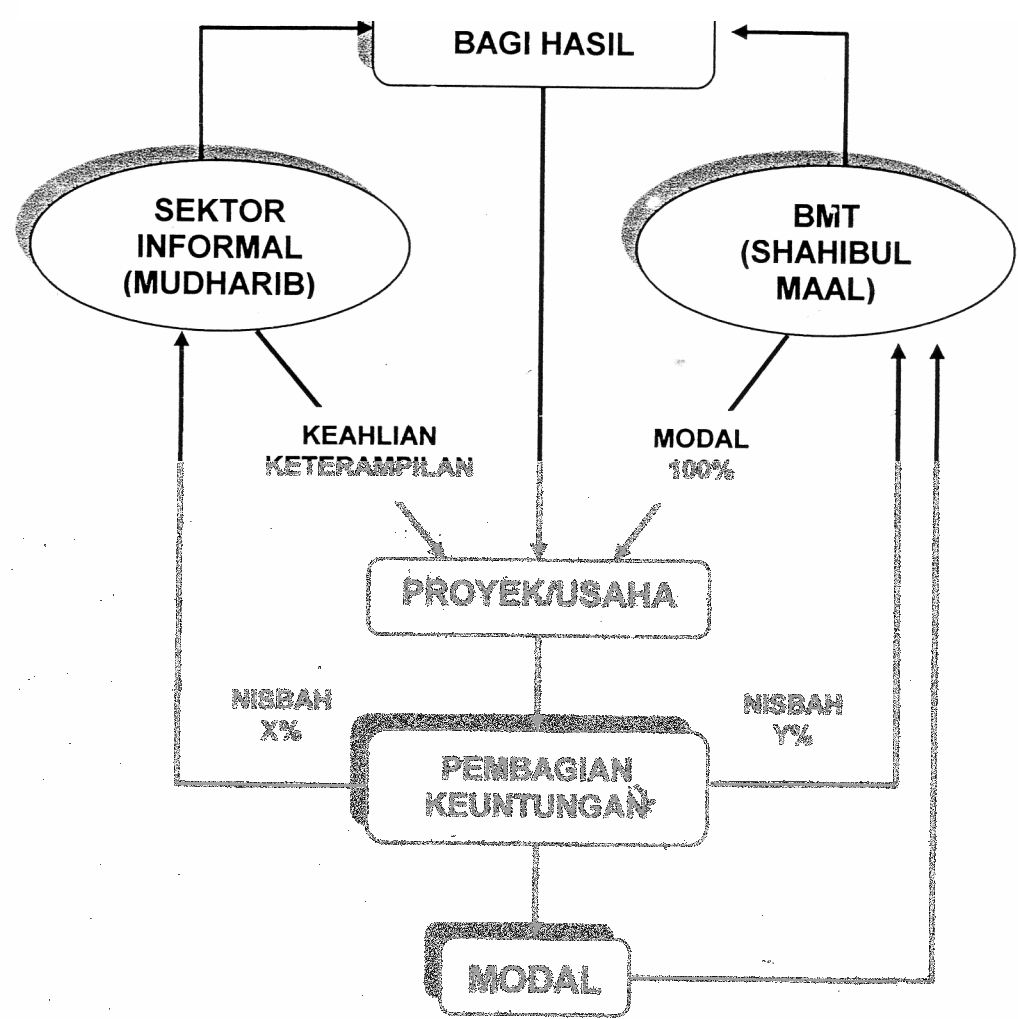 BAGI HASIL
SEKTOR
INFORMAL
(MUDHARIB)
BMT
(SHAHIBUL
MAAL)
KEAHLIAN
KETERAMPILAN
MODAL
100%
PROYEK/USAHA
NISBAH
X%
NISBAH
Y%
PEMBAGIAN
KEUNTUNGAN
MODAL